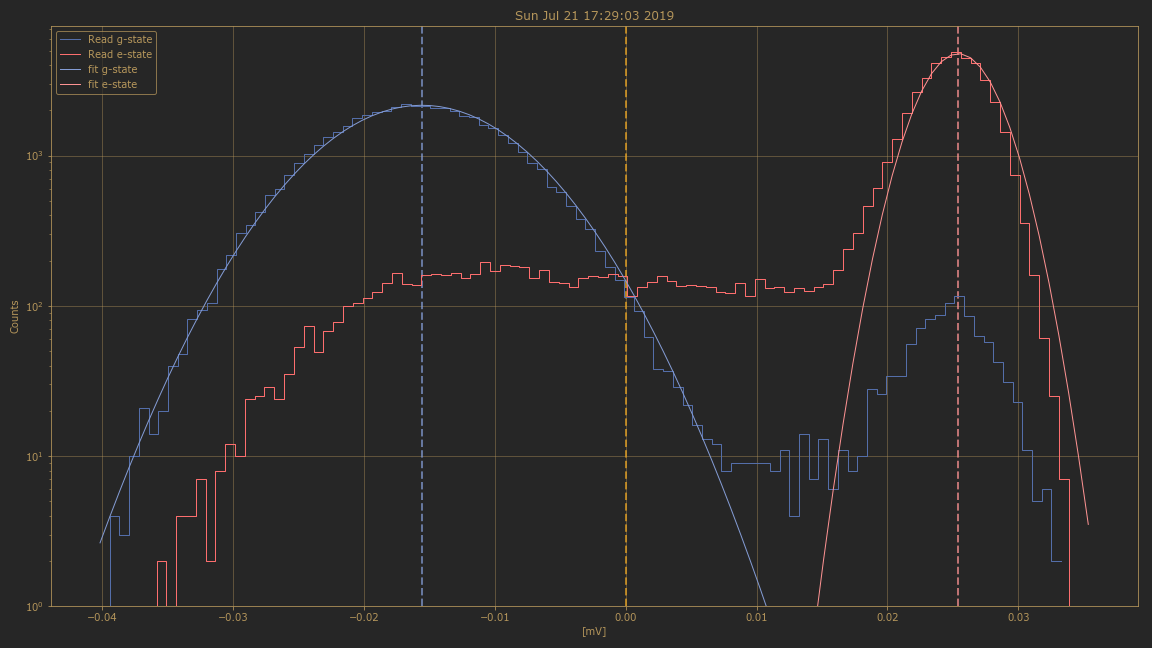 Sun Jul 21 17:29:03 2019
Read g-state
Read e-state
fit g-state
fit e-state
Counts
10³
10²
10¹
10⁰
−0.04 −0.03 −0.02 −0.01 0.00 0.01 0.02 0.03
[mV]